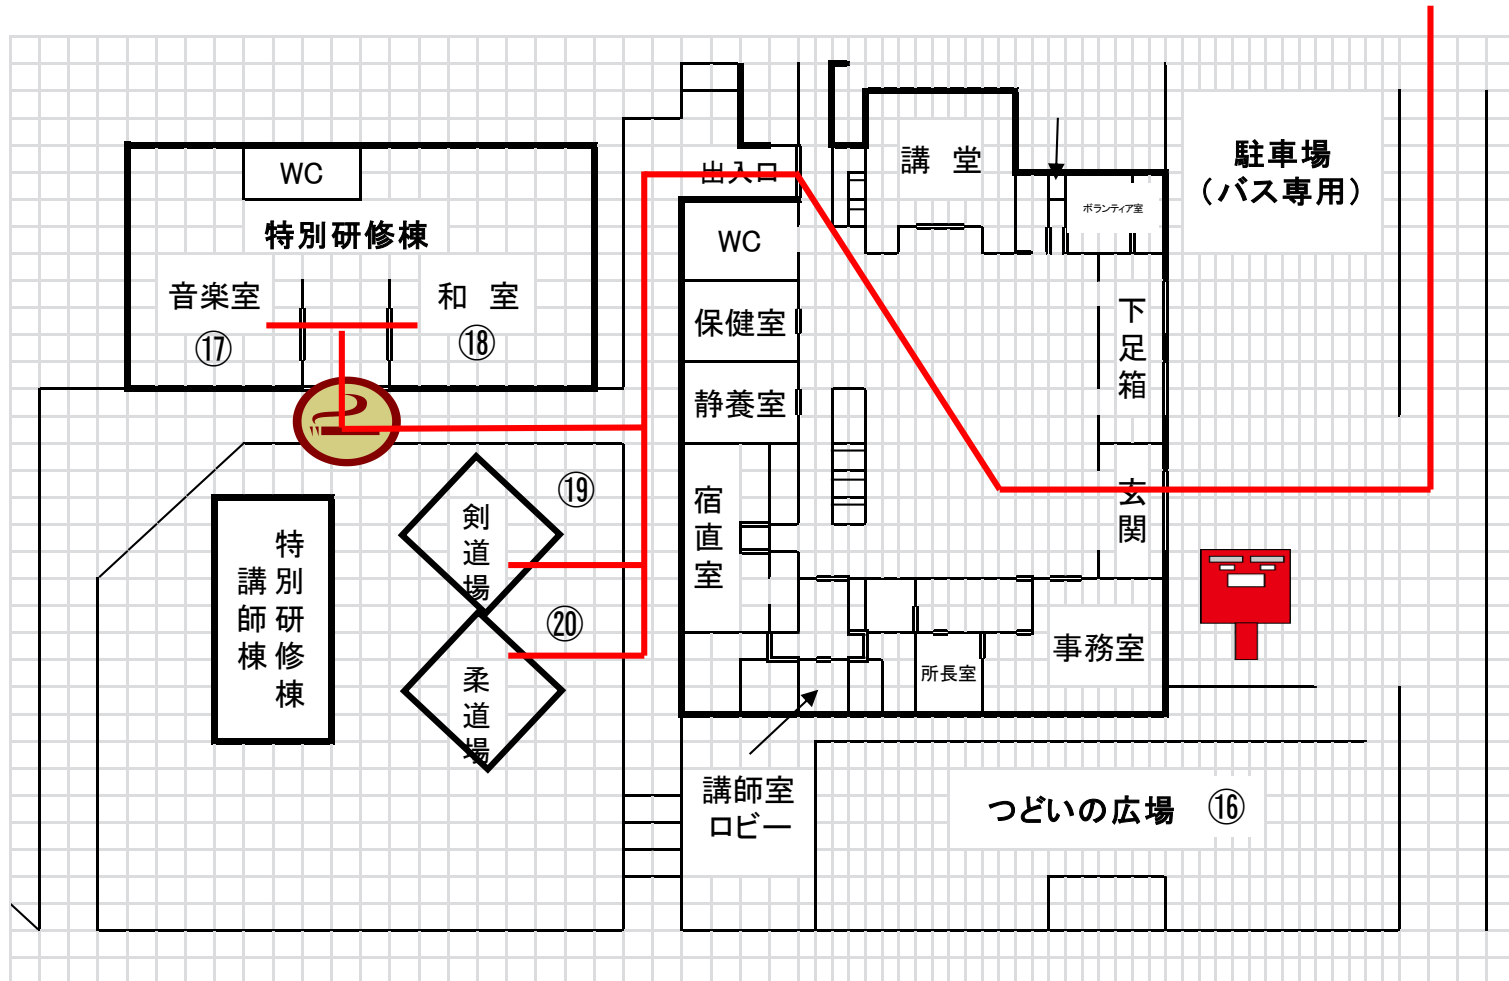 出入口
講 堂
駐車場
（バス専用）
ボランティア室
WC
特別研修棟
音楽室
⑰
和 室
⑱
WC
保健室
静養室
下足箱
玄関
宿直室
⑲
剣道場
⑳
柔道場
特別研修棟
講師棟
所長室
事務室
講師室
ロビー
つどいの広場 ⑯